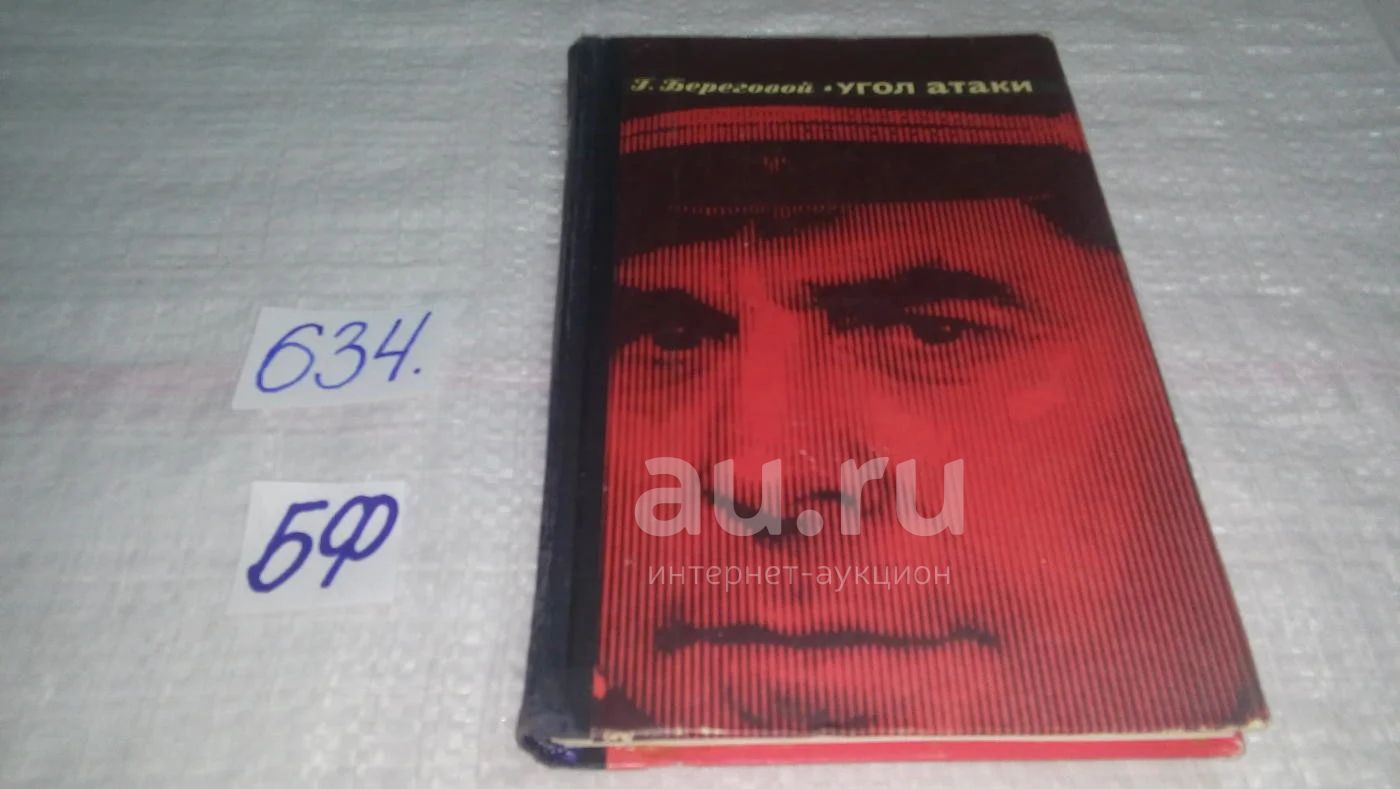 Г. Береговой • УГОЛ АТАКИ
634.
БФ
au.ru
интернет-аукцион